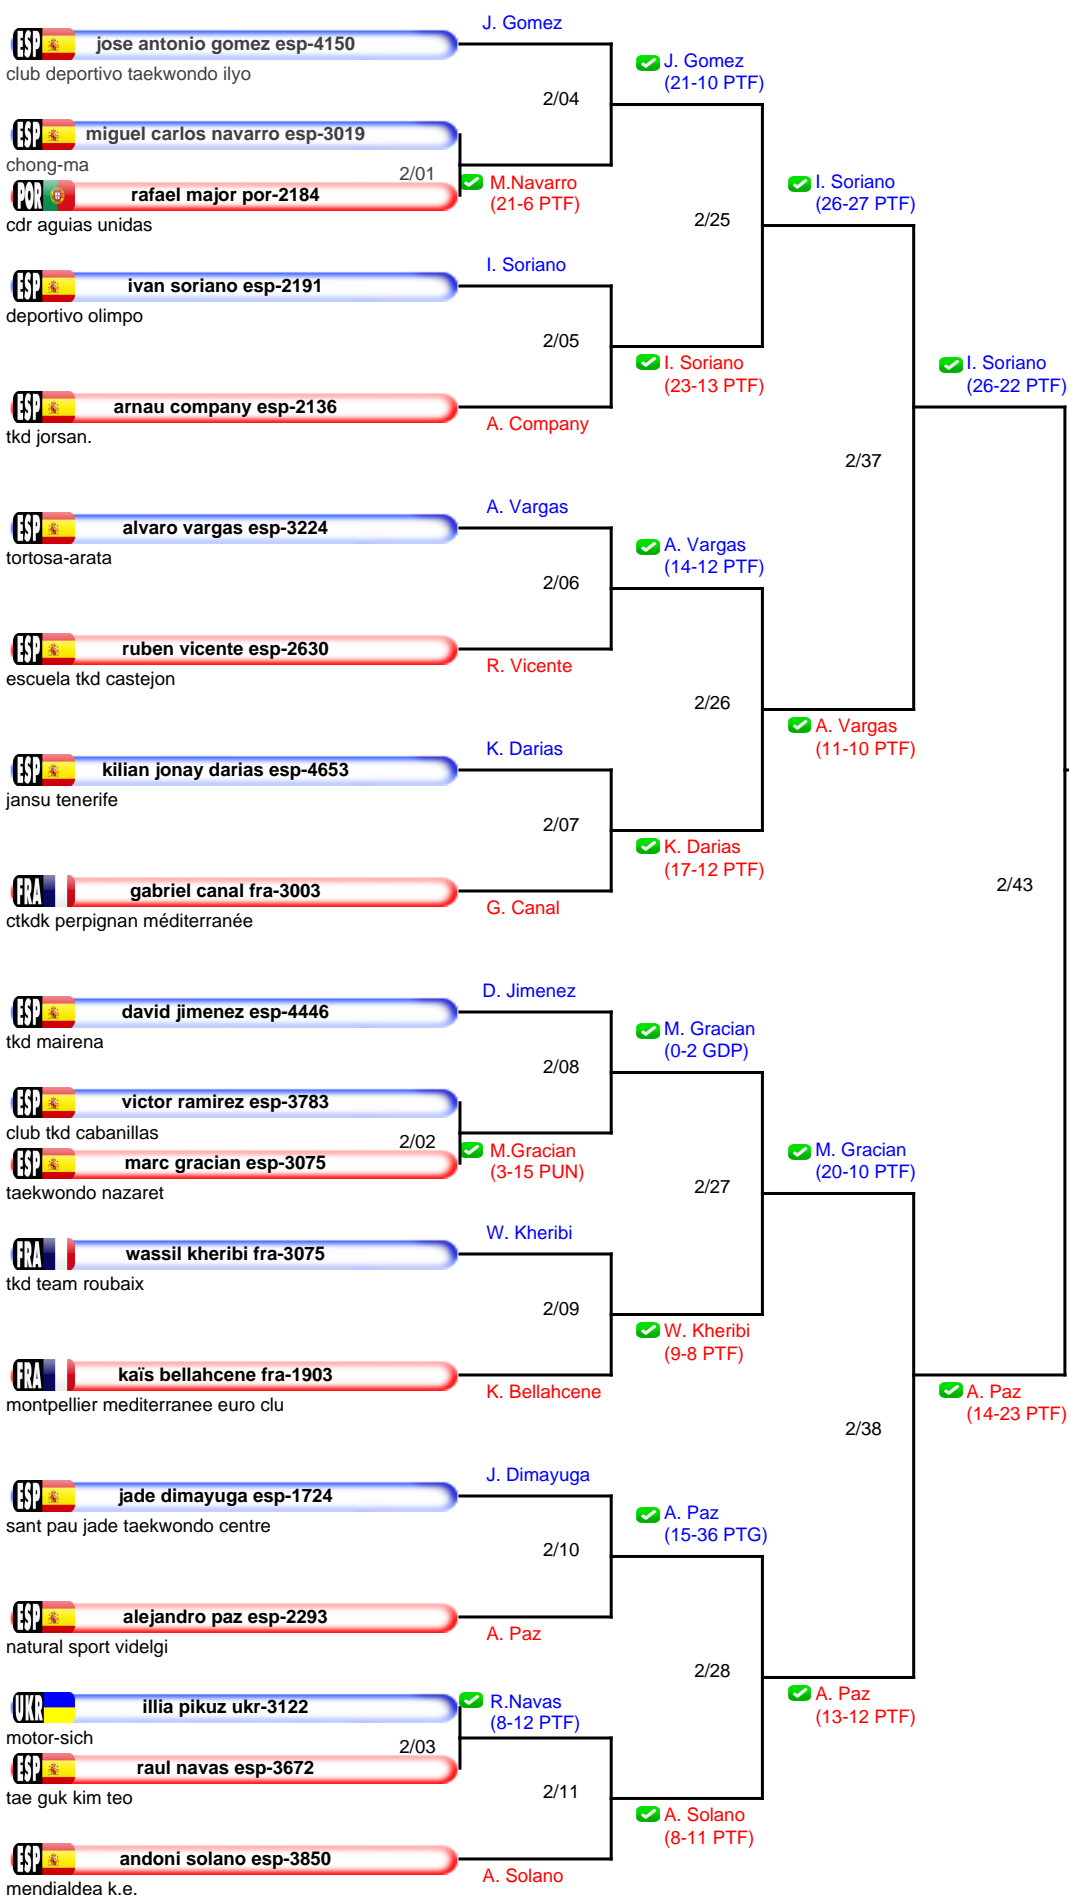 J. Gomez
ESP jose antonio gomez esp-4150
club deportivo taekwondo ilyo
J. Gomez
(21-10 PTF)
2/04
ESP miguel carlos navarro esp-3019
chong-ma
2/01
M.Navarro
(21-6 PTF)
POR rafael major por-2184
cdr aguias unidas
I. Soriano
(26-27 PTF)
2/25
I. Soriano
ESP ivan soriano esp-2191
deportivo olimpo
2/05
I. Soriano
(23-13 PTF)
I. Soriano
(26-22 PTF)
ESP arnau company esp-2136
tkd jorsan.
A. Company
2/37
A. Vargas
ESP alvaro vargas esp-3224
tortosa-arata
A. Vargas
(14-12 PTF)
2/06
ESP ruben vicente esp-2630
escuela tkd castejon
R. Vicente
2/26
A. Vargas
(11-10 PTF)
K. Darias
ESP kilian jonay darias esp-4653
jansu tenerife
2/07
K. Darias
(17-12 PTF)
FRA gabriel canal fra-3003
ctkdk perpignan méditerranée
G. Canal
2/43
D. Jimenez
ESP david jimenez esp-4446
tkd mairena
M. Gracian
(0-2 GDP)
2/08
ESP victor ramirez esp-3783
club tkd cabanillas
2/02
M.Gracian
(3-15 PUN)
ESP marc gracian esp-3075
taekwondo nazaret
M. Gracian
(20-10 PTF)
2/27
W. Kheribi
FRA wassil kheribi fra-3075
tkd team roubaix
2/09
W. Kheribi
(9-8 PTF)
FRA kaïs bellahcene fra-1903
montpellier mediterranee euro clu
K. Bellahcene
A. Paz
(14-23 PTF)
2/38
J. Dimayuga
ESP jade dimayuga esp-1724
sant pau jade taekwondo centre
A. Paz
(15-36 PTG)
2/10
ESP alejandro paz esp-2293
natural sport videlgi
A. Paz
2/28
A. Paz
(13-12 PTF)
UKR illia pikuz ukr-3122
motor-sich
R.Navas
(8-12 PTF)
2/03
ESP raul navas esp-3672
tae guk kim teo
2/11
A. Solano
(8-11 PTF)
ESP andoni solano esp-3850
mendialdea k.e.
A. Solano